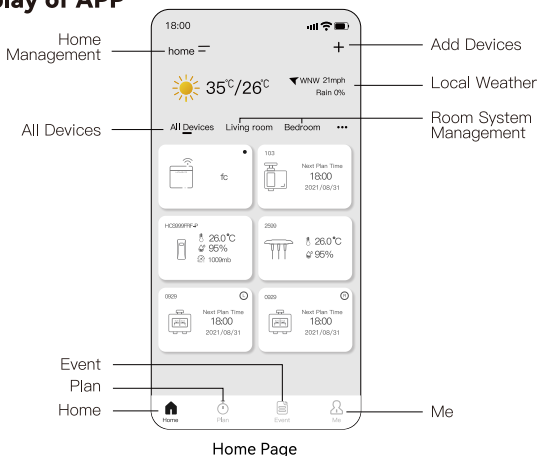 play of APP
18:00
Home
Management
home
Add Devices
35°C/26°C
WNW 21mph
Rain 0%
Local Weather
All Devices
All Devices Living room Bedroom •••
Room System
Management
fc
103
Next Plan Time
18:00
2021/08/31
26.0°C
95%
1009mb
2599
26.0°C
95%
0829
L
Next Plan Time
18:00
2021/08/31
0929
R
Next Plan Time
18:00
2021/08/31
Event
Plan
Home
Home Plan Event Me
Me
Home Page